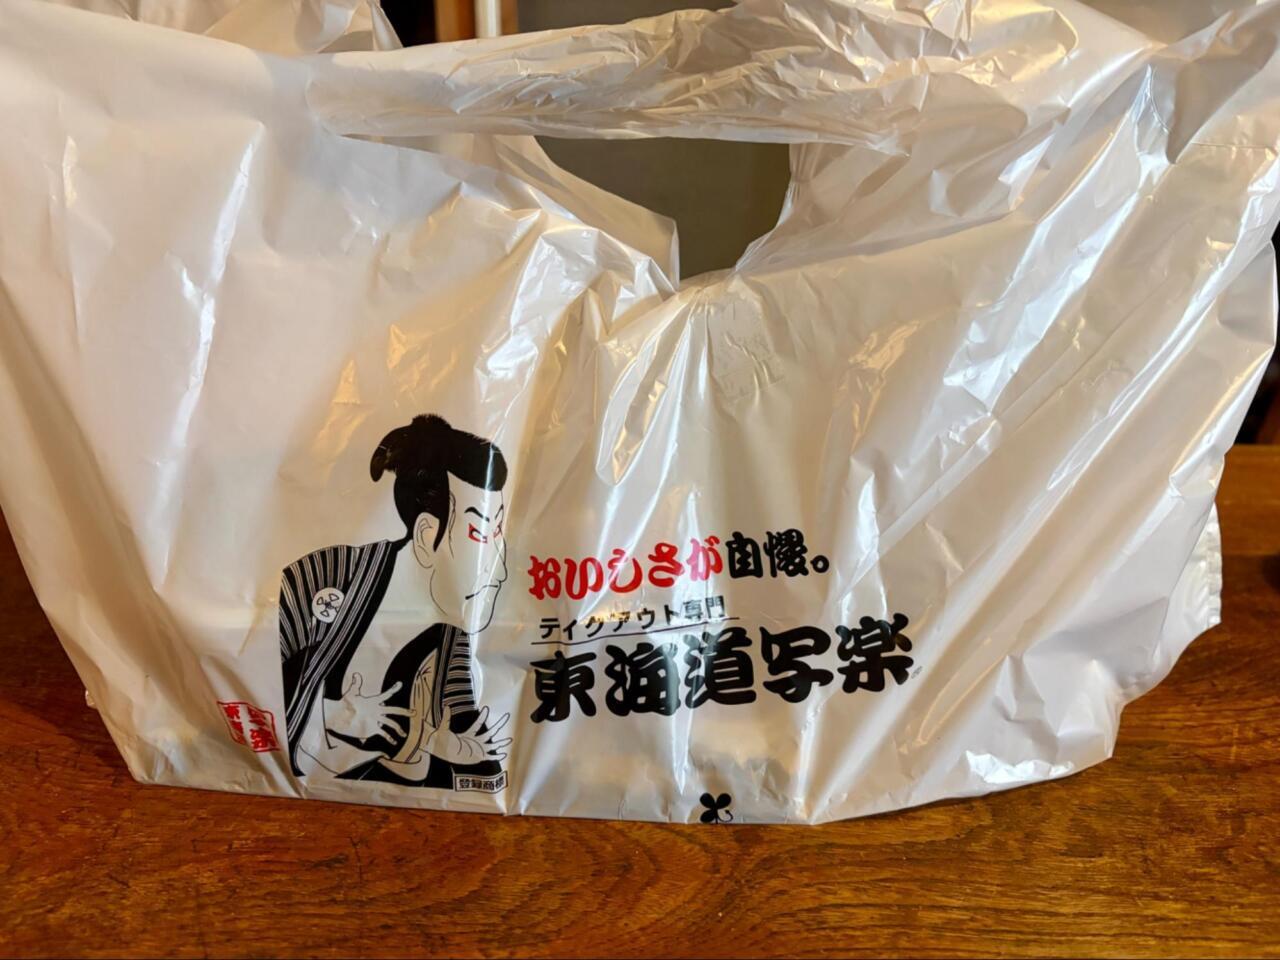 おいしさが自慢。
テイクアウト専門
東海道写楽
登録商標